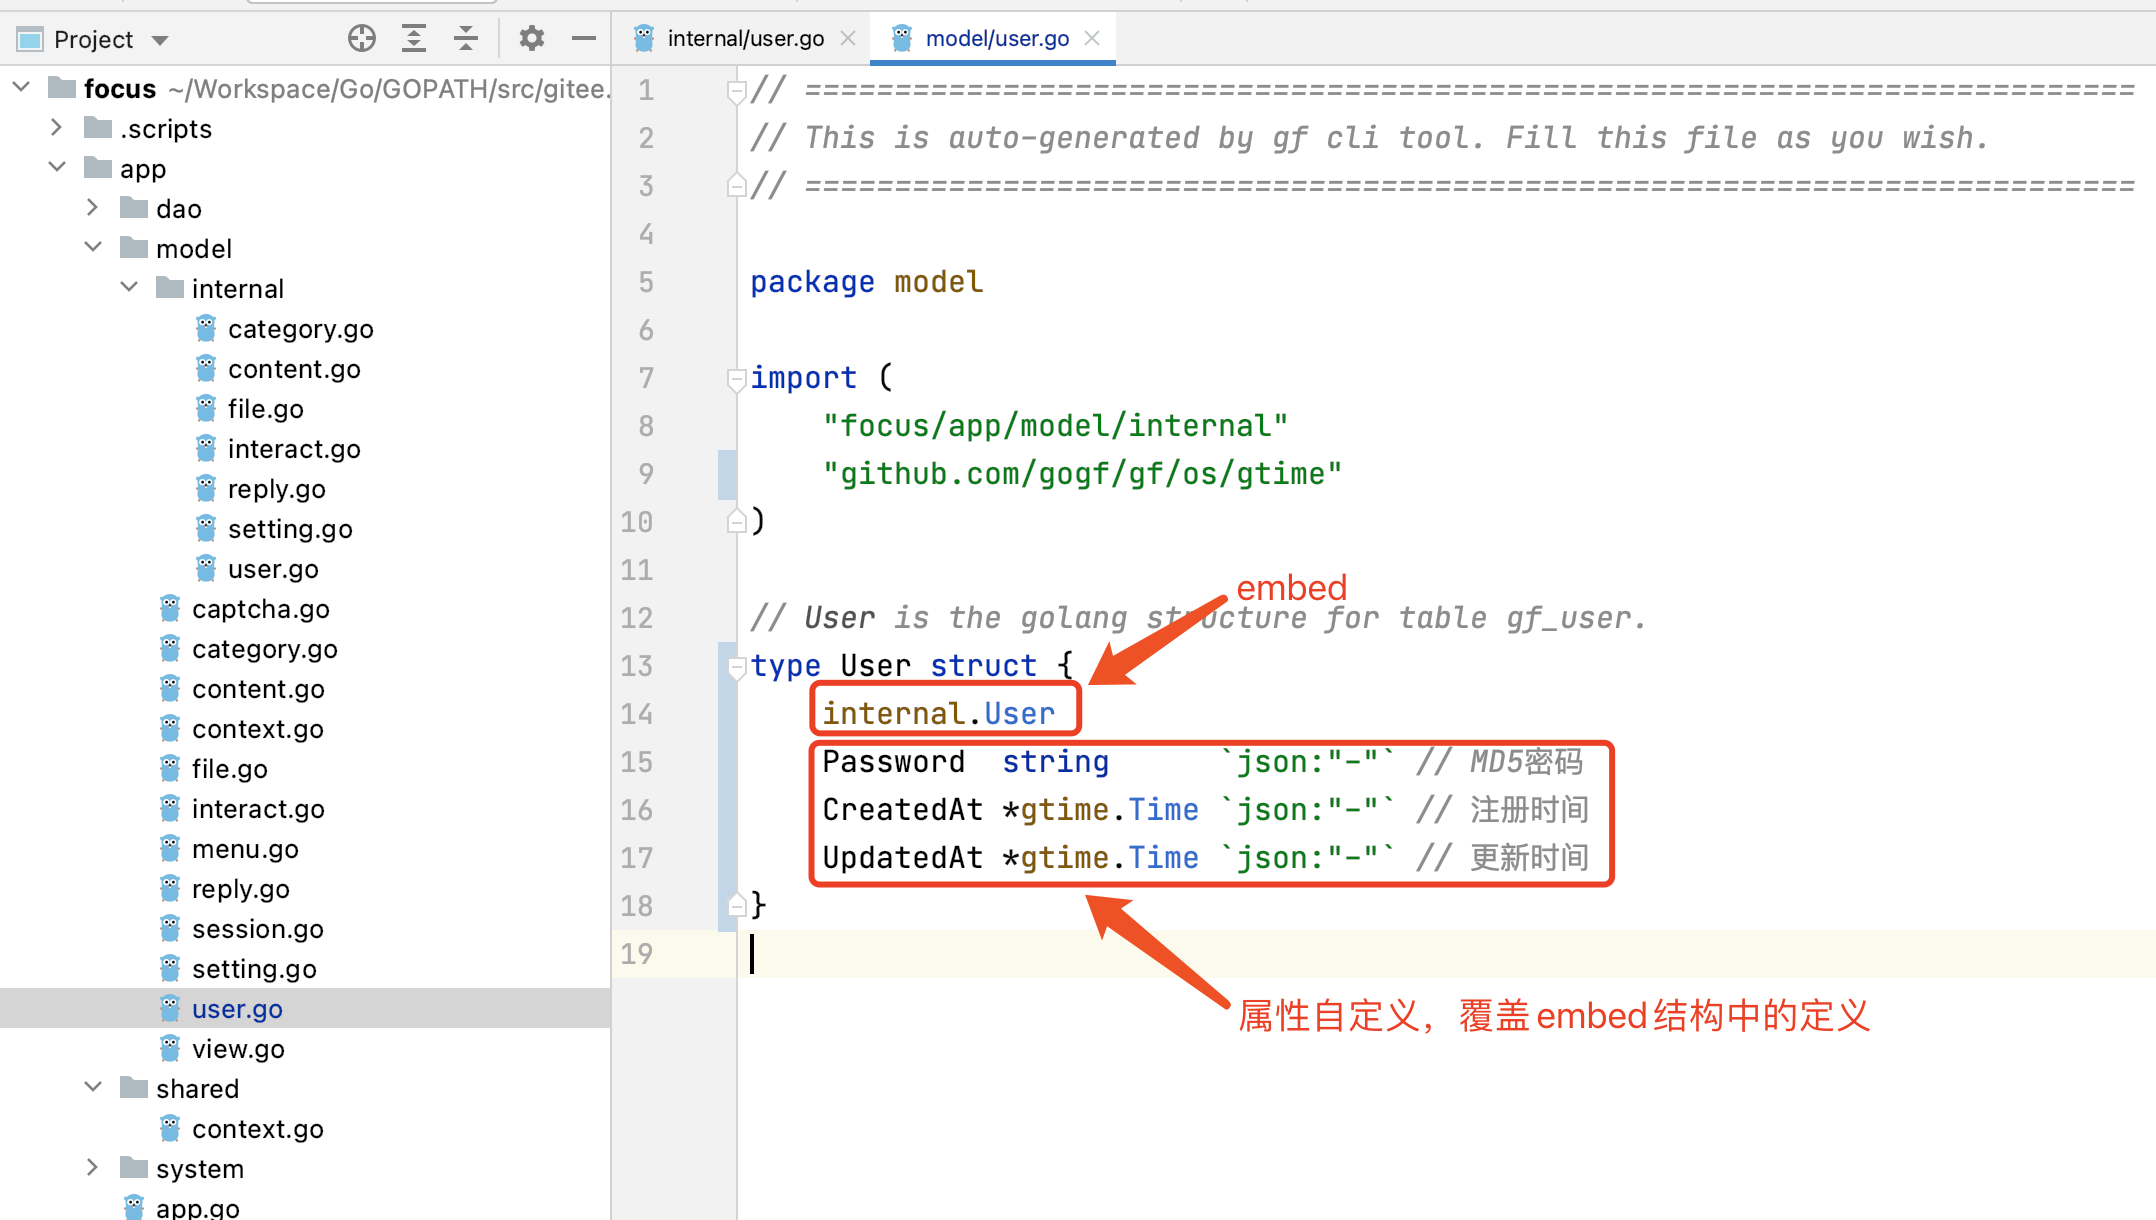 Project
focus ~/Workspace/Go/GOPATH/src/gitee.
.scripts
app
dao
model
internal
category.go
content.go
file.go
interact.go
reply.go
setting.go
user.go
captcha.go
category.go
content.go
context.go
file.go
interact.go
menu.go
reply.go
session.go
setting.go
user.go
view.go
shared
context.go
system
app.go
internal/user.go
model/user.go
1 // ==========================================================================
2 // This is auto-generated by gf cli tool. Fill this file as you wish.
3 // ==========================================================================
4
5 package model
6
7 import (
8 "focus/app/model/internal"
9 "github.com/gogf/gf/os/gtime"
10 )
11
embed
12 // User is the golang structure for table gf_user.
13 type User struct {
14 internal.User
15 Password string `json:"-"` // MD5密码
16 CreatedAt *gtime.Time `json:"-"` // 注册时间
17 UpdatedAt *gtime.Time `json:"-"` // 更新时间
18 }
19
属性自定义，覆盖embed结构中的定义